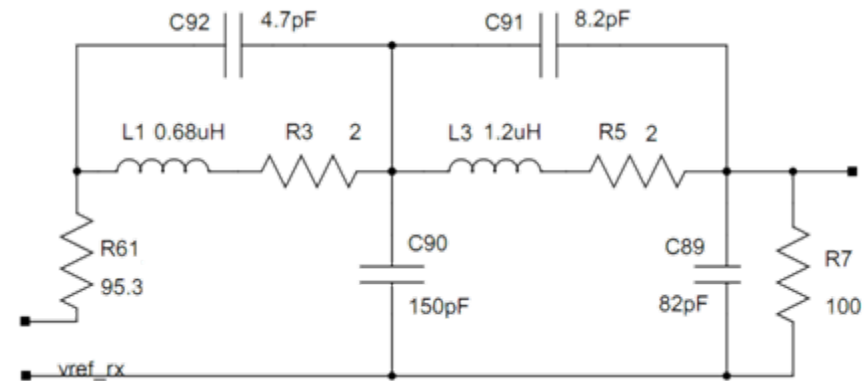 C92 4.7pF C91 8.2pF
L1 0.68uH R3 2 L3 1.2uH R5 2
R61
95.3
C90
150pF
C89
82pF
R7
100
vref_rx